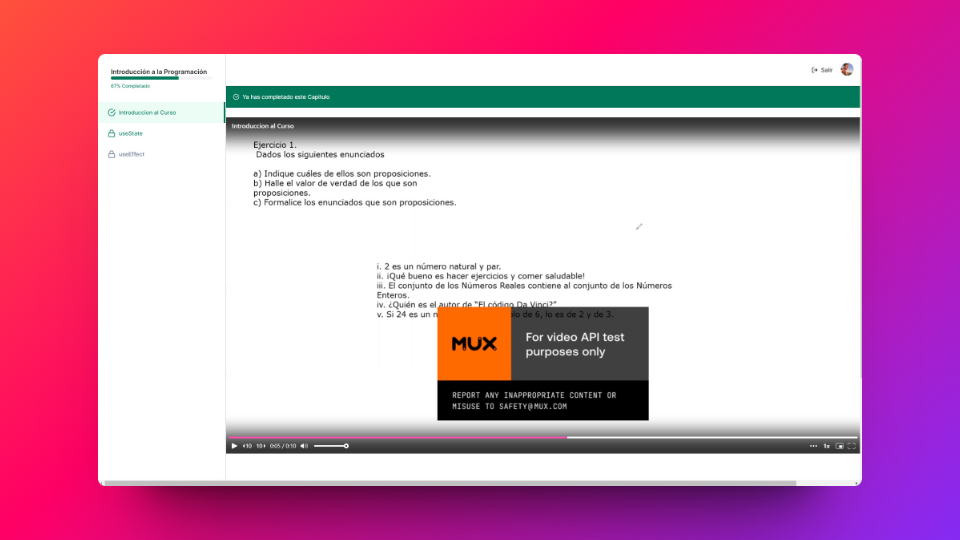 Introducción a la Programación
67% Completado
Introduccion al Curso
useState
useEffect
Salir
Ya has completado este Capitulo
Introduccion al Curso
Ejercicio 1.
Dados los siguientes enunciados
a) Indique cuáles de ellos son proposiciones.
b) Halle el valor de verdad de los que son
proposiciones.
c) Formalice los enunciados que son proposiciones.
i. 2 es un número natural y par.
ii. ¡Qué bueno es hacer ejercicios y comer saludable!
iii. El conjunto de los Números Reales contiene al conjunto de los Números
Enteros.
iv. ¿Quién es el autor de "El código Da Vinci?"
v. Si 24 es un de 6, lo es de 2 y de 3.
MUX
For video API test
purposes only
REPORT ANY INAPPROPRIATE CONTENT OR
MISUSE TO SAFETY@MUX.COM
0:05 / 0:10
1x